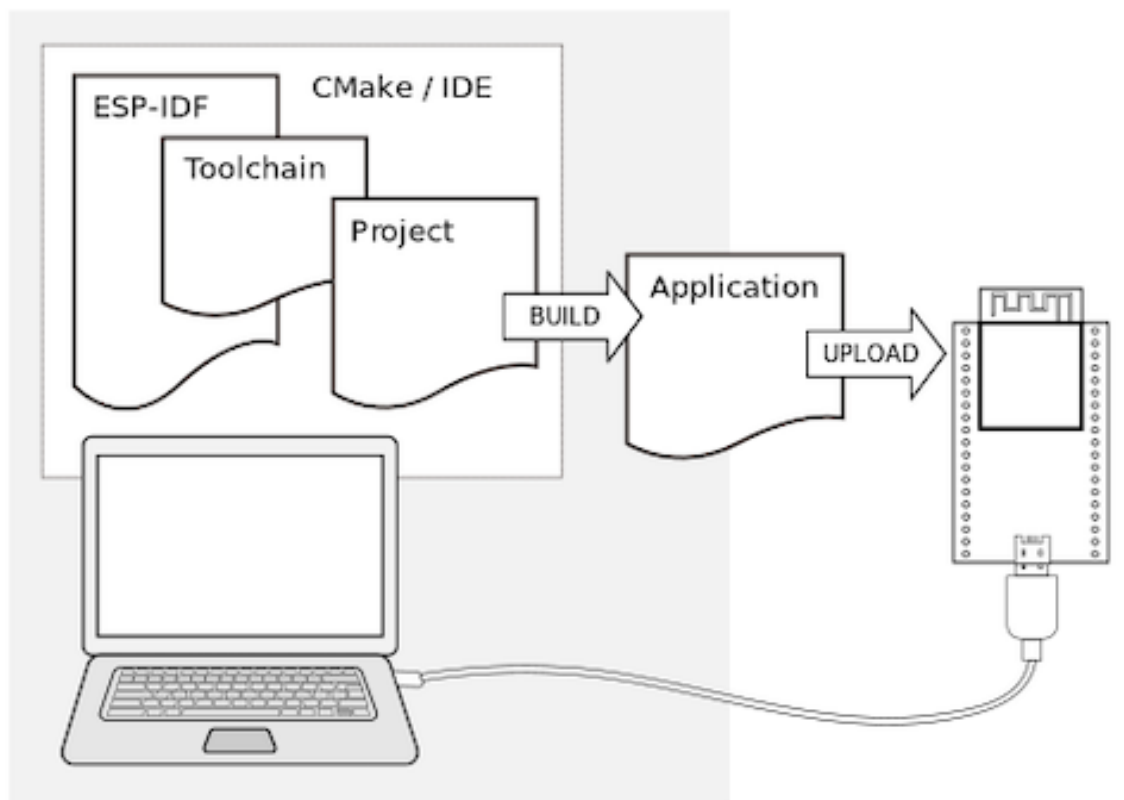 CMake / IDE
ESP-IDF
Toolchain
Project
BUILD
Application
UPLOAD